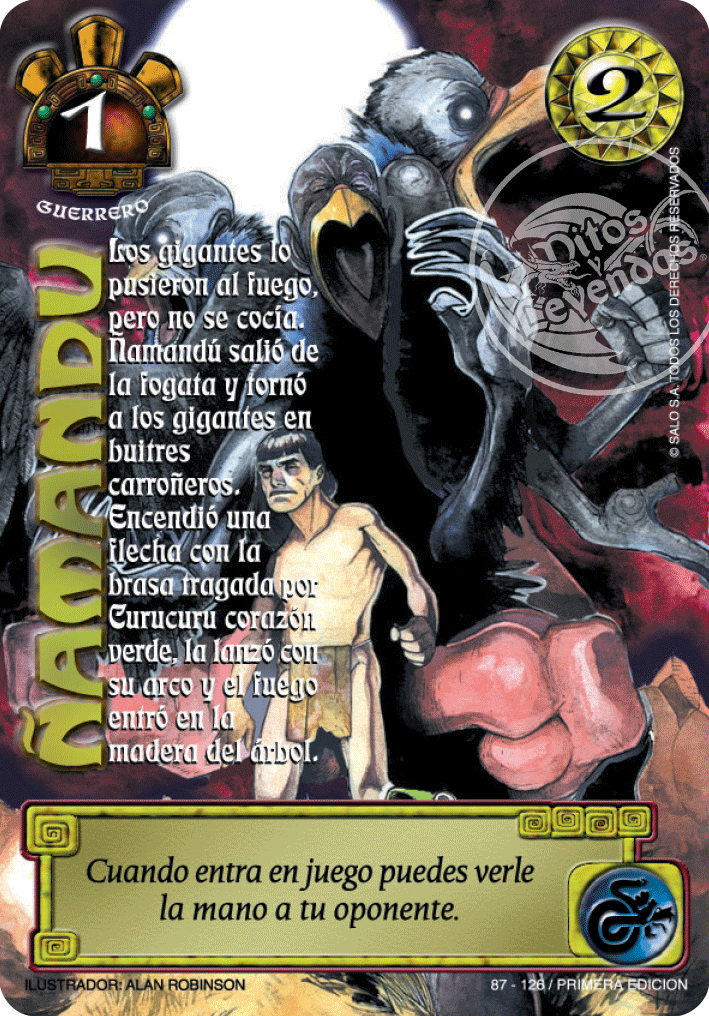 1
2
GUERRERO
ÑAMANDU
Los gigantes lo
pusieron al fuego,
pero no se cocía.
Ñamandú salió de
la fogata y tornó
a los gigantes en
buitres
carroñeros.
Encendió una
flecha con la
brasa tragada por
Curucuru corazón
verde, la lanzó con
su arco y el fuego
entró en la
madera del árbol.
Mitos
y
Leyendas
© SALO S.A. TODOS LOS DERECHOS RESERVADOS
Cuando entra en juego puedes verle
la mano a tu oponente.
ILUSTRADOR: ALAN ROBINSON
87 - 126 / PRIMERA EDICION